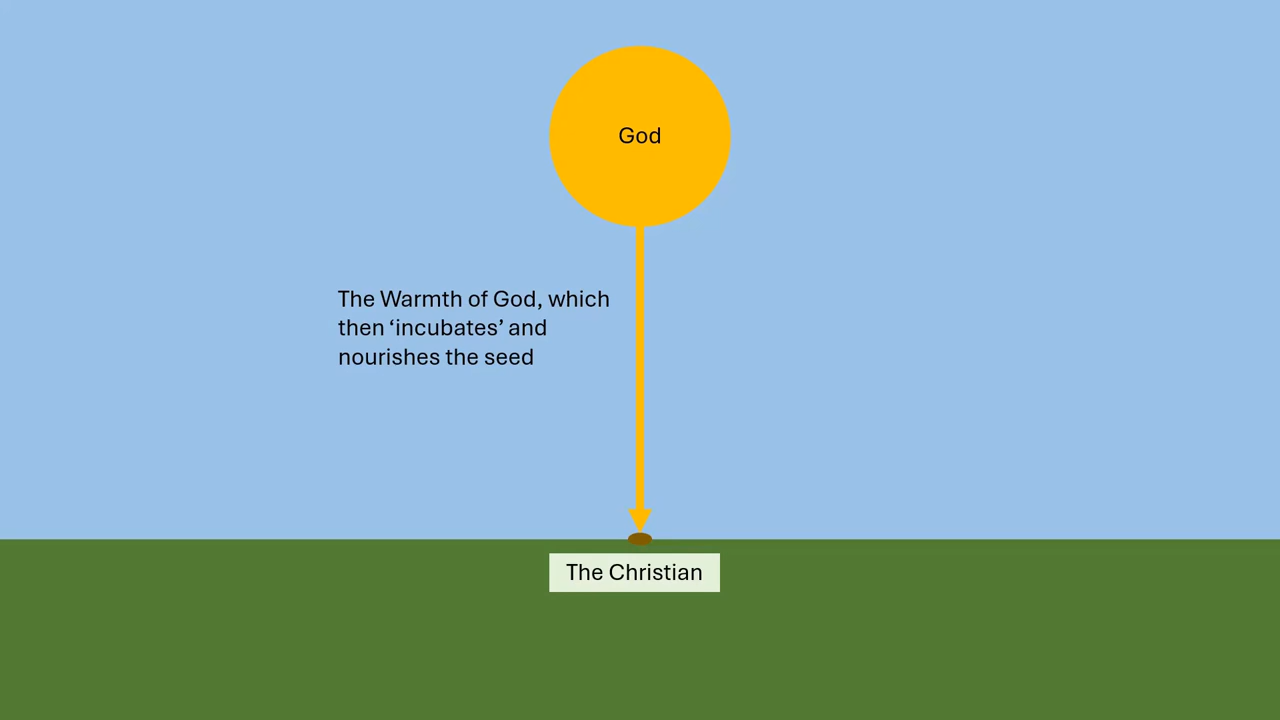 God
The Warmth of God, which
then ‘incubates’ and
nourishes the seed
The Christian